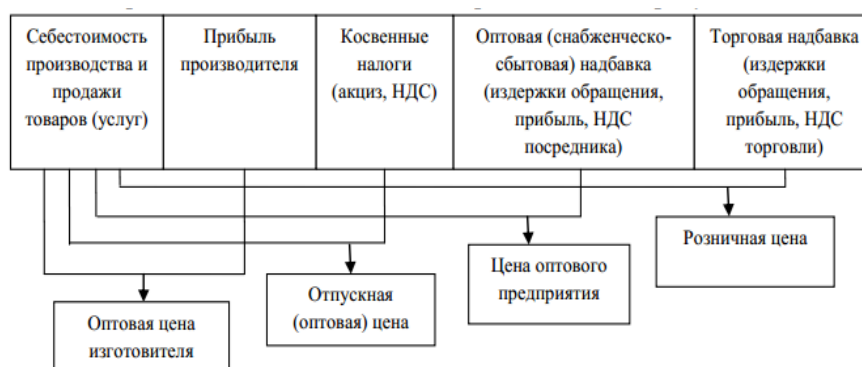 Себестоимость
производства и
продажи
товаров (услуг)
Прибыль
производителя
Косвенные
налоги
(акциз, НДС)
Оптовая (снабженческо-
сбытовая) надбавка
(издержки обращения,
прибыль, НДС
посредника)
Торговая надбавка
(издержки
обращения,
прибыль, НДС
торговли)
Оптовая цена
изготовителя
Отпускная
(оптовая) цена
Цена оптового
предприятия
Розничная цена